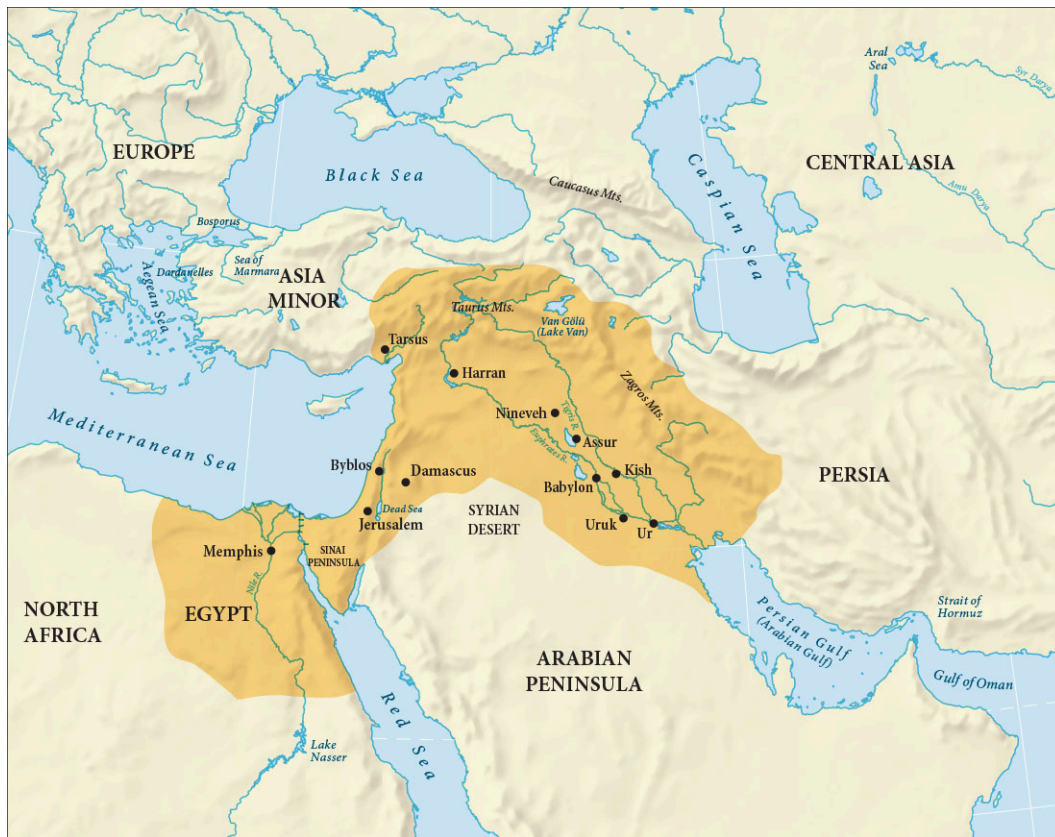 Aral
Sea
Syr Darya
EUROPE
CENTRAL ASIA
Black Sea
Caspian Sea
Caucasus Mts.
Amu Darya
Bosporus
Sea of
Marmara
Dardanelles
Aegean Sea
ASIA
MINOR
Taurus Mts.
Van Gölü
(Lake Van)
Tarsus
Harran
Zagros Mts.
Nineveh
Tigris R.
Mediterranean Sea
Assur
Euphrates R.
Byblos
Damascus
Kish
Babylon
PERSIA
Dead Sea
Jerusalem
SYRIAN
DESERT
Uruk
Ur
Memphis
SINAI
PENINSULA
Nile R.
NORTH
AFRICA
EGYPT
Persian Gulf
(Arabian Gulf)
Strait of
Hormuz
ARABIAN
PENINSULA
Gulf of Oman
Red Sea
Lake
Nasser